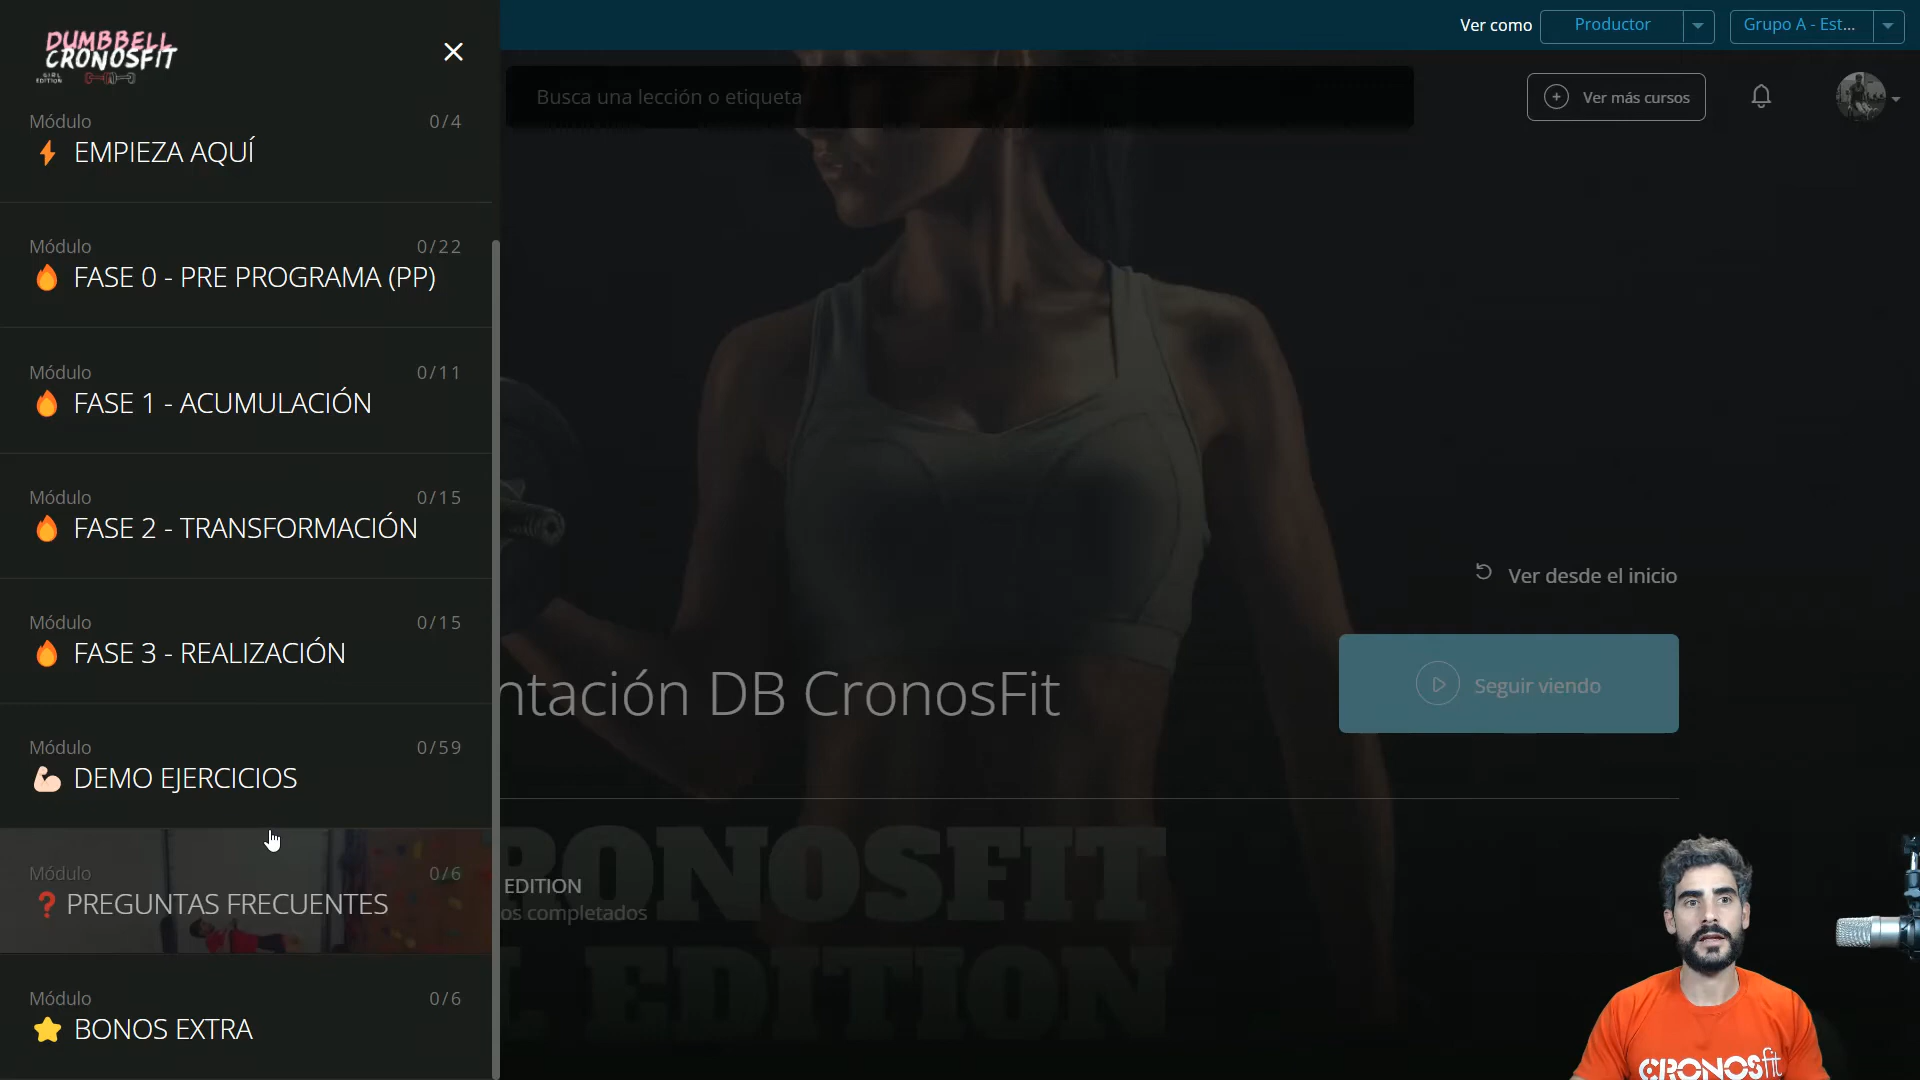 DUMBBELL
CRONOSFIT
GIRL
EDITION
Ver como
Productor
Grupo A - Est...
Busca una lección o etiqueta
Ver más cursos
Módulo 0/4
EMPIEZA AQUÍ
Módulo 0/22
FASE 0 - PRE PROGRAMA (PP)
Módulo 0/11
FASE 1 - ACUMULACIÓN
Módulo 0/15
FASE 2 - TRANSFORMACIÓN
Módulo 0/15
FASE 3 - REALIZACIÓN
Módulo 0/59
DEMO EJERCICIOS
Módulo 0/6
❓ PREGUNTAS FRECUENTES
Módulo 0/6
BONOS EXTRA
Ver desde el inicio
ntación DB CronosFit
Seguir viendo
EDITION
os completados
RONOSFIT
L EDITION
CRONOSfit